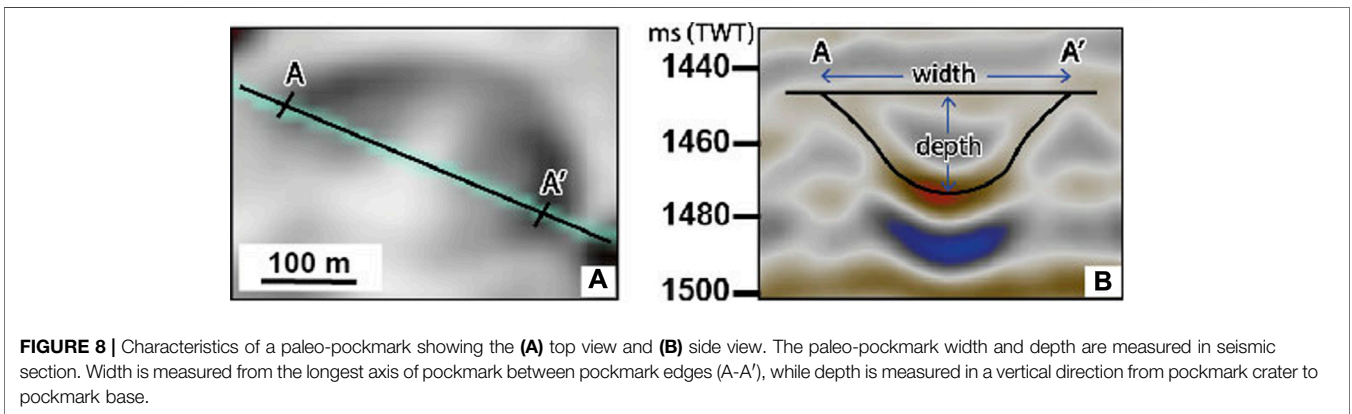 A
A′
100 m
A
ms (TWT)
1440
1460
1480
1500
A
A′
width
depth
B
FIGURE 8 | Characteristics of a paleo-pockmark showing the (A) top view and (B) side view. The paleo-pockmark width and depth are measured in seismic
section. Width is measured from the longest axis of pockmark between pockmark edges (A-A′), while depth is measured in a vertical direction from pockmark crater to
pockmark base.